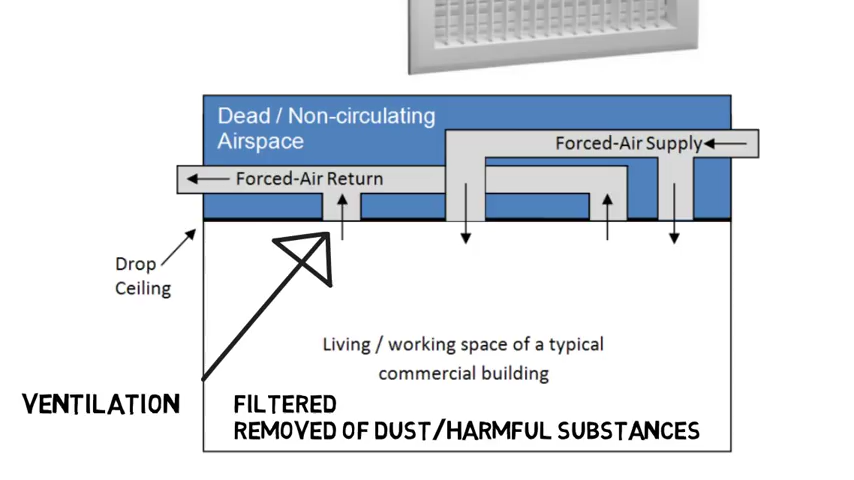 Dead / Non-circulating
Airspace
Forced-Air Supply
Forced-Air Return
Drop
Ceiling
Living / working space of a typical
commercial building
VENTILATION
FILTERED
REMOVED OF DUST/HARMFUL SUBSTANCES